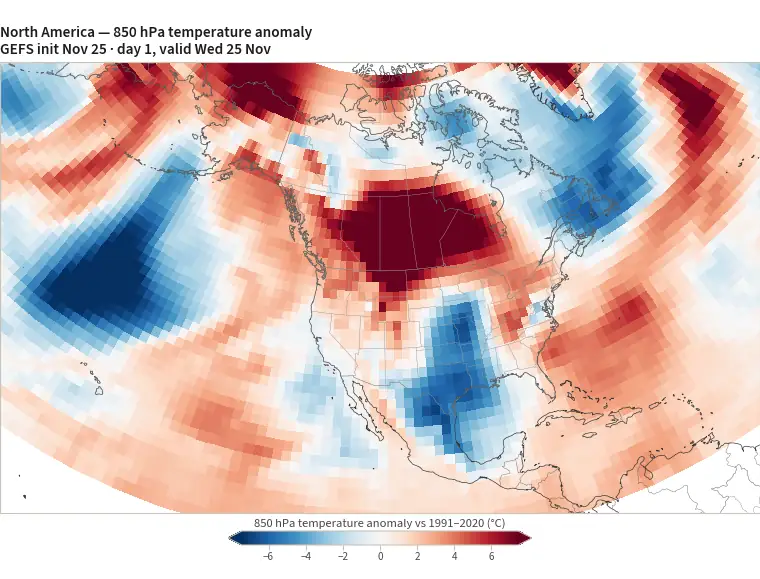 North America — 850 hPa temperature anomaly
GEFS init Nov 25 · day 1, valid Wed 25 Nov
850 hPa temperature anomaly vs 1991–2020 (°C)
−6 −4 −2 0 2 4 6